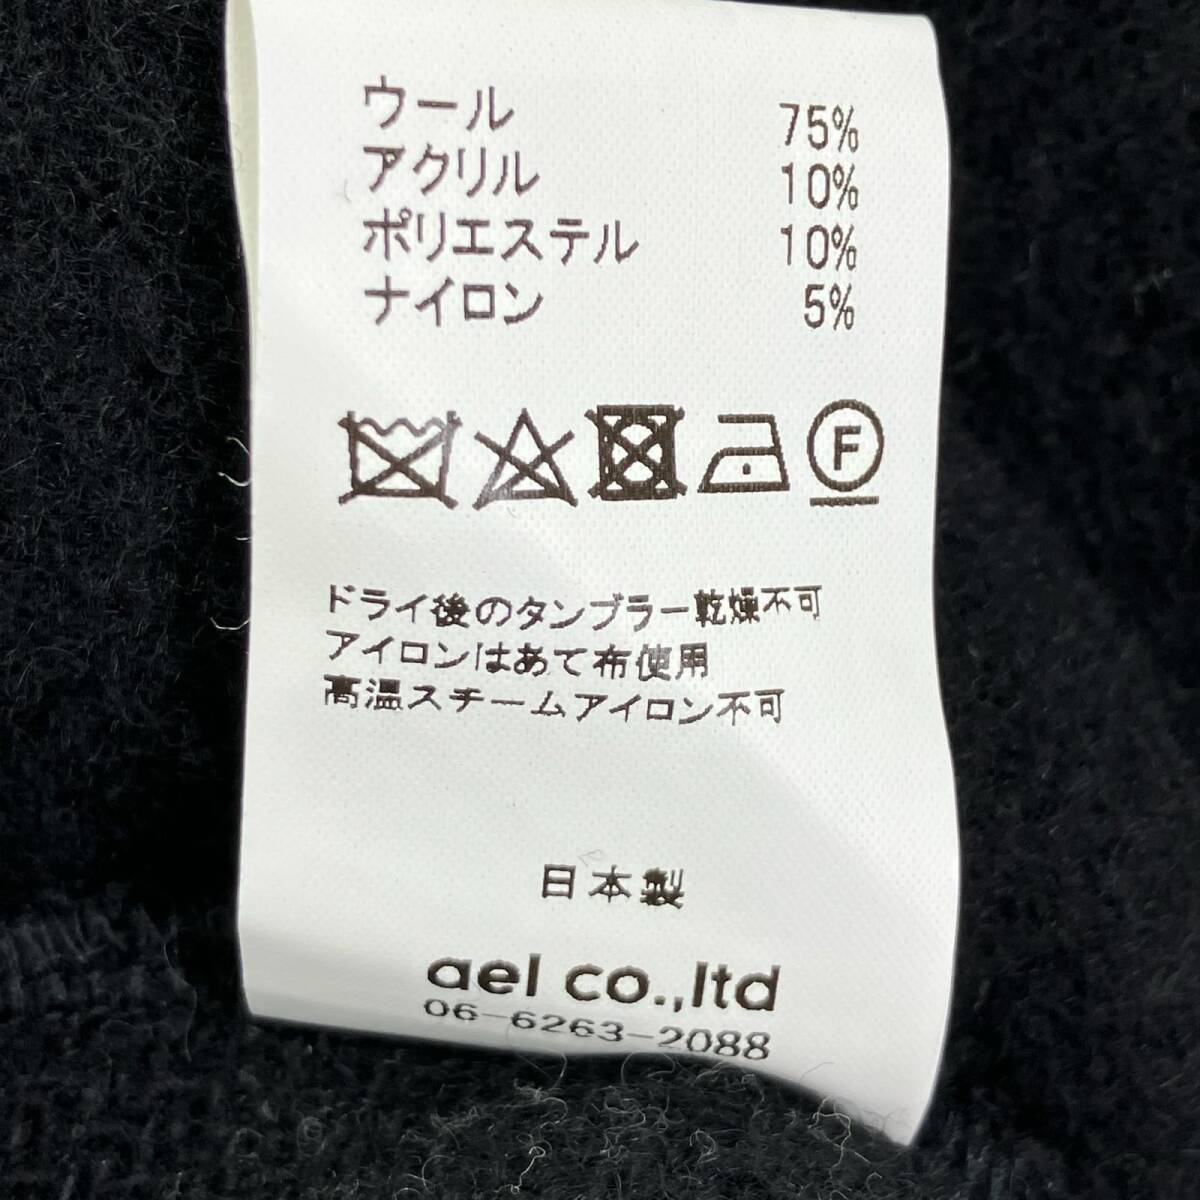 ウール 75%
アクリル 10%
ポリエステル 10%
ナイロン 5%
F
ドライ後のタンブラー乾燥不可
アイロンはあて布使用
高温スチームアイロン不可
日本製
ael co.,ltd
06-6263-2088